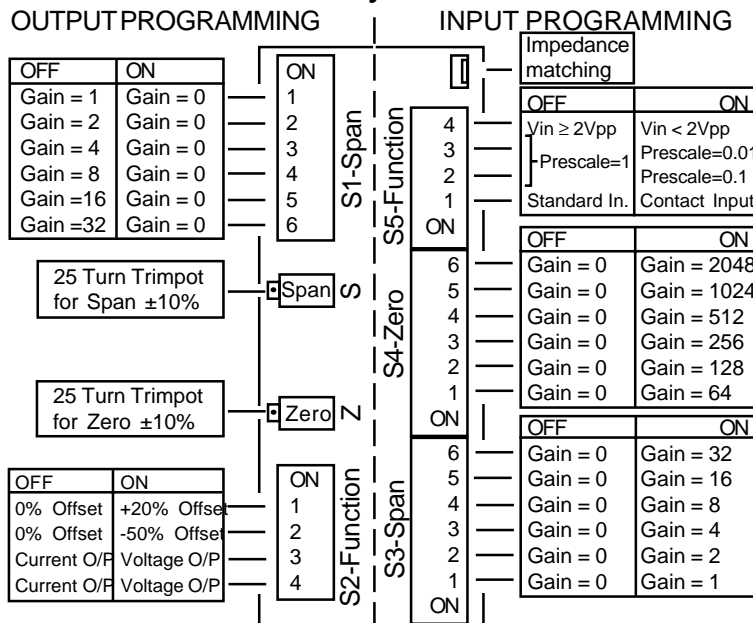 OUTPUT PROGRAMMING
OFF ON
Gain = 1 Gain = 0
Gain = 2 Gain = 0
Gain = 4 Gain = 0
Gain = 8 Gain = 0
Gain =16 Gain = 0
Gain =32 Gain = 0
ON
1
2
3
4
5
6
S1-Span
25 Turn Trimpot
for Span ±10%
Span
S
25 Turn Trimpot
for Zero ±10%
Zero
Z
OFF ON
0% Offset +20% Offset
0% Offset -50% Offset
Current O/P Voltage O/P
Current O/P Voltage O/P
ON
1
2
3
4
S2-Function
INPUT PROGRAMMING
Impedance
matching
S5-Function
4
3
2
1
ON
OFF ON
Vin ≥ 2Vpp Vin < 2Vpp
Prescale=1
Prescale=0.01
Prescale=0.1
Standard In. Contact Input
S4-Zero
6
5
4
3
2
1
ON
OFF ON
Gain = 0 Gain = 2048
Gain = 0 Gain = 1024
Gain = 0 Gain = 512
Gain = 0 Gain = 256
Gain = 0 Gain = 128
Gain = 0 Gain = 64
S3-Span
6
5
4
3
2
1
ON
OFF ON
Gain = 0 Gain = 32
Gain = 0 Gain = 16
Gain = 0 Gain = 8
Gain = 0 Gain = 4
Gain = 0 Gain = 2
Gain = 0 Gain = 1